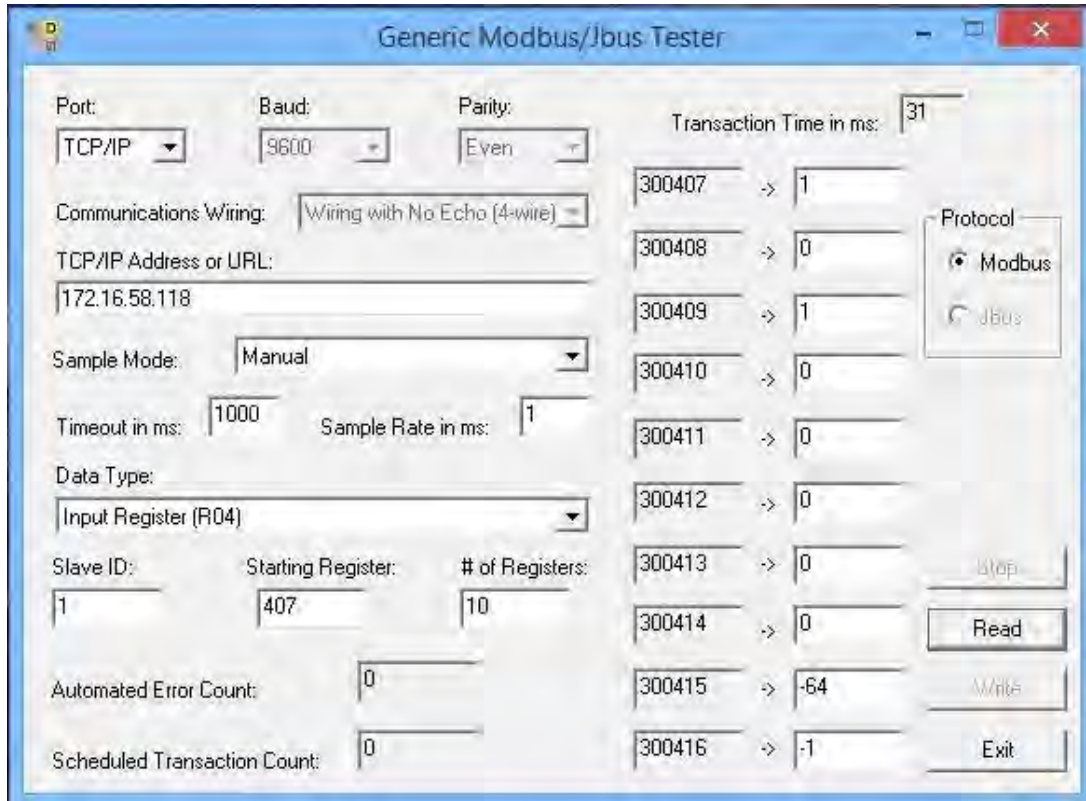 Generic Modbus/Jbus Tester
Port: Baud: Parity:
TCP/IP 9600 Even
Communications Wiring: Wiring with No Echo (4-wire)
TCP/IP Address or URL:
172.16.58.118
Sample Mode: Manual
Timeout in ms: 1000 Sample Rate in ms: 1
Data Type:
Input Register (R04)
Slave ID: Starting Register: # of Registers:
1 407 10
Automated Error Count: 0
Scheduled Transaction Count: 0
Transaction Time in ms: 31
300407 -> 1
300408 -> 0
300409 -> 1
300410 -> 0
300411 -> 0
300412 -> 0
300413 -> 0
300414 -> 0
300415 -> -64
300416 -> -1
Protocol
Modbus
JBus
Stop
Read
Write
Exit